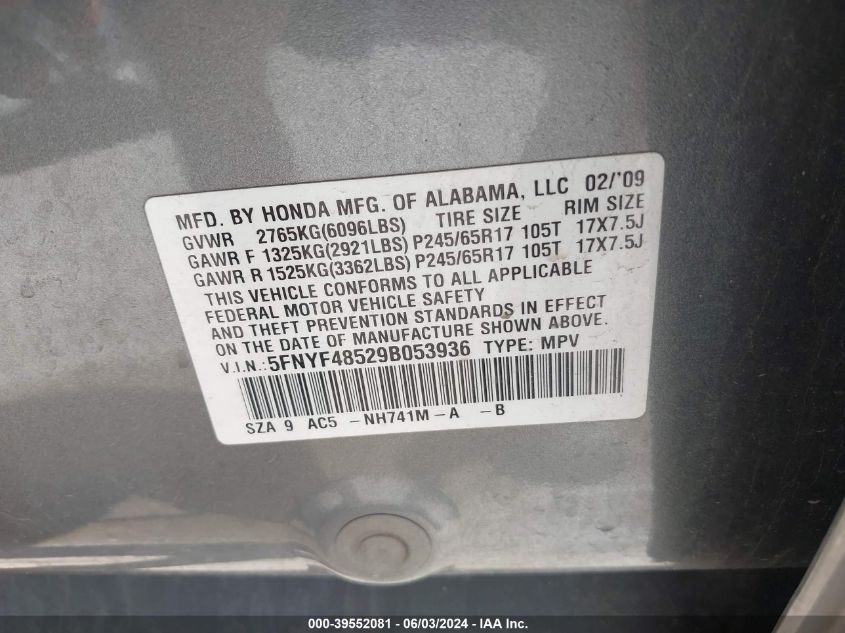 MFD. BY HONDA MFG. OF ALABAMA, LLC 02/'09
GVWR 2765KG(6096LBS) TIRE SIZE RIM SIZE
GAWR F 1325KG(2921LBS) P245/65R17 105T 17X7.5J
GAWR R 1525KG(3362LBS) P245/65R17 105T 17X7.5J
THIS VEHICLE CONFORMS TO ALL APPLICABLE
FEDERAL MOTOR VEHICLE SAFETY
AND THEFT PREVENTION STANDARDS IN EFFECT
ON THE DATE OF MANUFACTURE SHOWN ABOVE.
V.I.N.:5FNYF48529B053936 TYPE: MPV
SZA 9 AC5 -NH741M-A -B
000-39552081 - 06/03/2024 - IAA Inc.